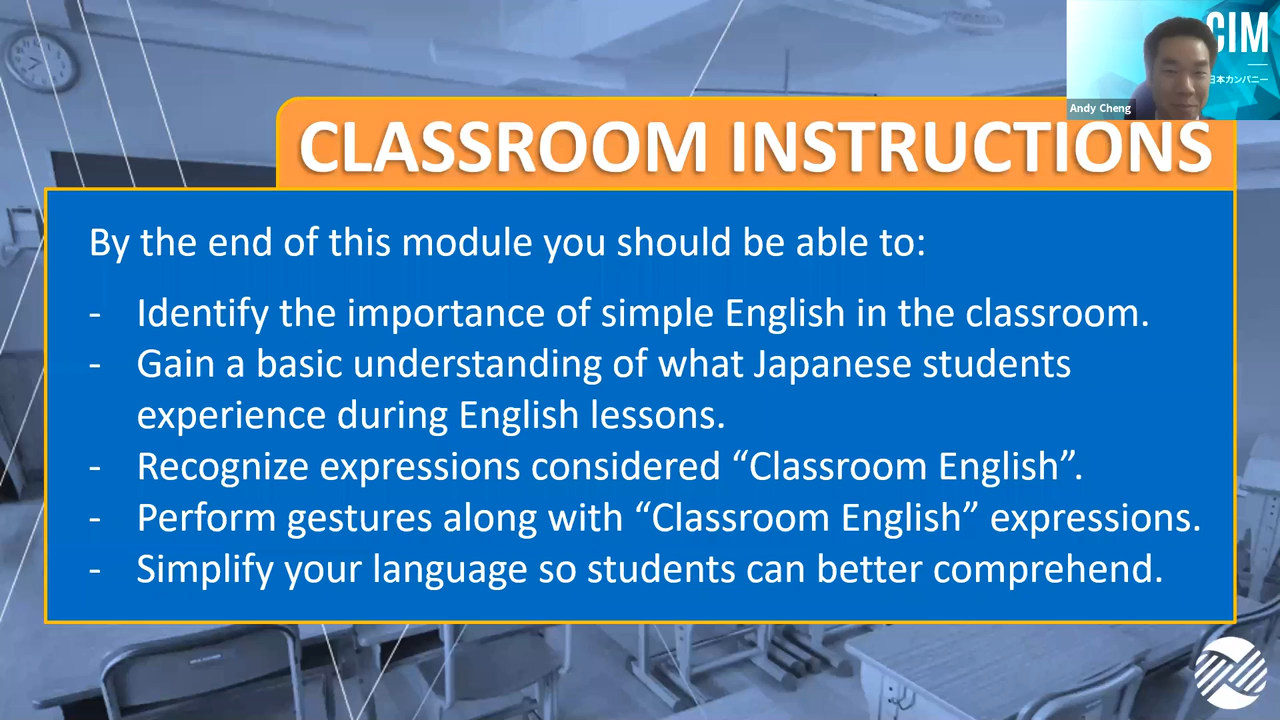 CIM
日本カンパニー
Andy Cheng
CLASSROOM INSTRUCTIONS
By the end of this module you should be able to:
- Identify the importance of simple English in the classroom.
- Gain a basic understanding of what Japanese students
experience during English lessons.
- Recognize expressions considered “Classroom English”.
- Perform gestures along with “Classroom English” expressions.
- Simplify your language so students can better comprehend.